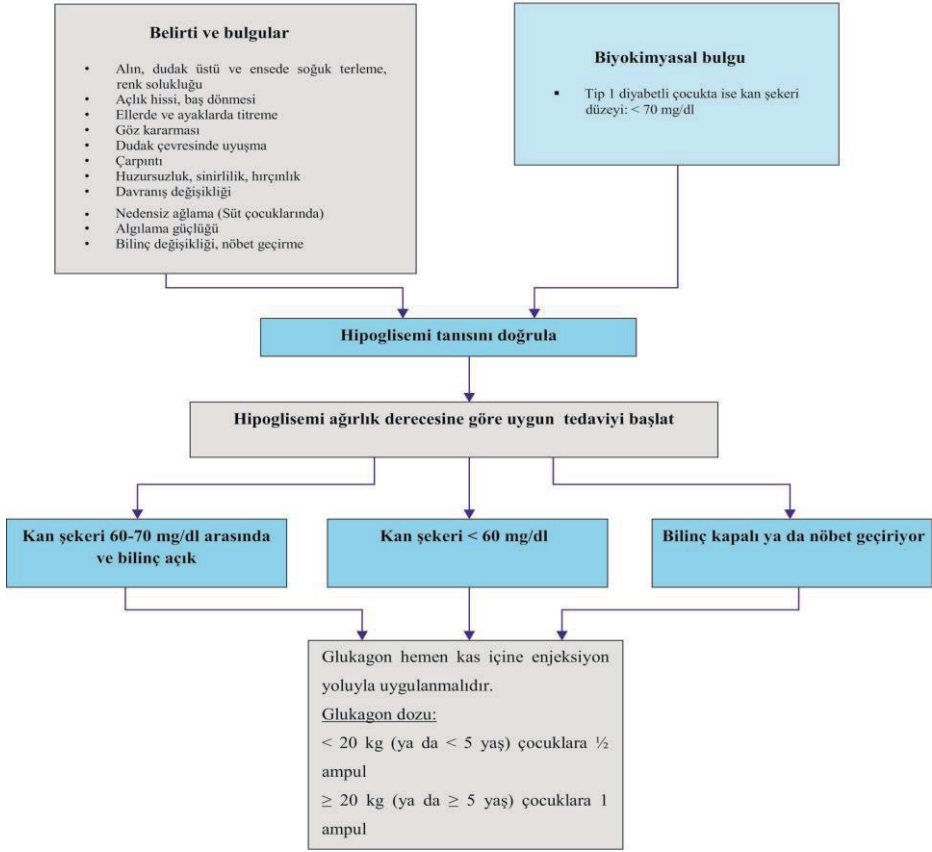 Belirti ve bulgular
• Alın, dudak üstü ve ensede soğuk terleme,
renk solukluğu
• Açlık hissi, baş dönmesi
• Ellerde ve ayaklarda titreme
• Göz kararması
• Dudak çevresinde uyuşma
• Çarpıntı
• Huzursuzluk, sinirlilik, hırçınlık
• Davranış değişikliği
• Nedensiz ağlama (Süt çocuklarında)
• Algılama güçlüğü
• Bilinç değişikliği, nöbet geçirme
Biyokimyasal bulgu
▪ Tip 1 diyabetli çocukta ise kan şekeri
düzeyi: < 70 mg/dl
Hipoglisemi tanısını doğrula
Hipoglisemi ağırlık derecesine göre uygun tedaviyi başlat
Kan şekeri 60-70 mg/dl arasında
ve bilinç açık
Kan şekeri < 60 mg/dl
Bilinç kapalı ya da nöbet geçiriyor
Glukagon hemen kas içine enjeksiyon
yoluyla uygulanmalıdır.
Glukagon dozu:
< 20 kg (ya da < 5 yaş) çocuklara ½
ampul
≥ 20 kg (ya da ≥ 5 yaş) çocuklara 1
ampul